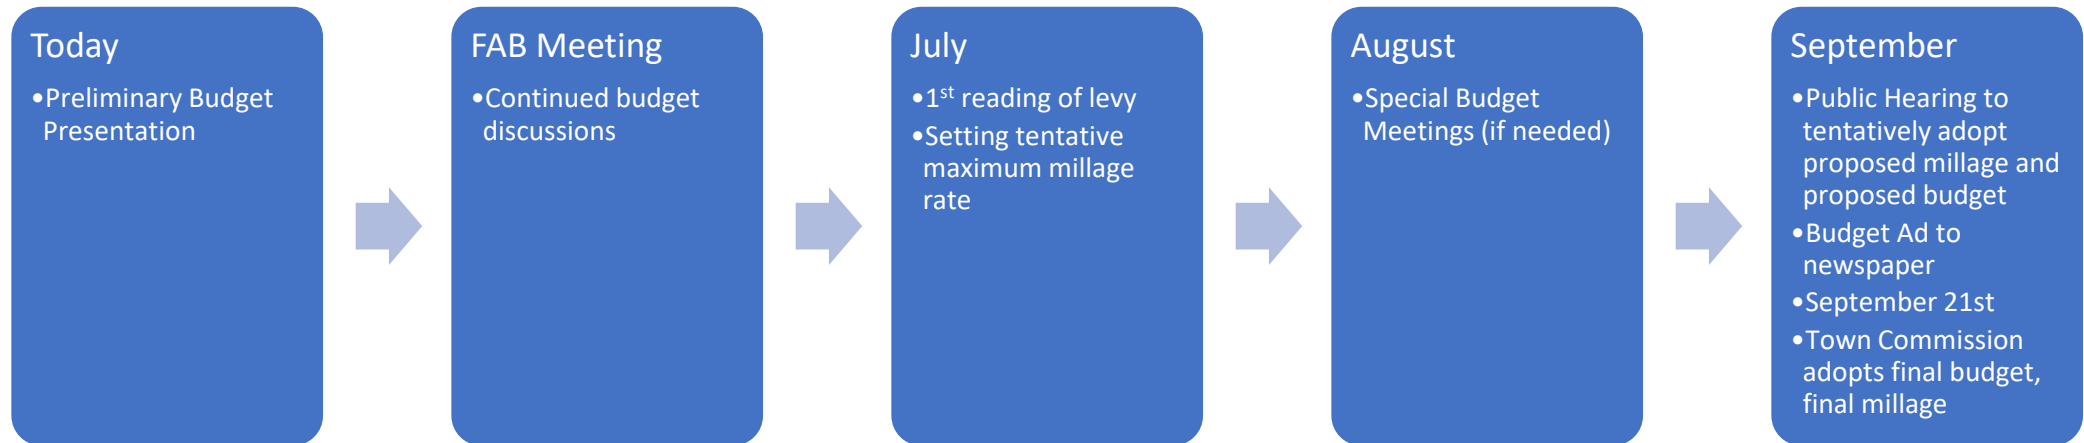 Today
•Preliminary Budget
Presentation
FAB Meeting
•Continued budget
discussions
July
•1st reading of levy
•Setting tentative
maximum millage
rate
August
•Special Budget
Meetings (if needed)
September
•Public Hearing to
tentatively adopt
proposed millage and
proposed budget
•Budget Ad to
newspaper
•September 21st
•Town Commission
adopts final budget,
final millage